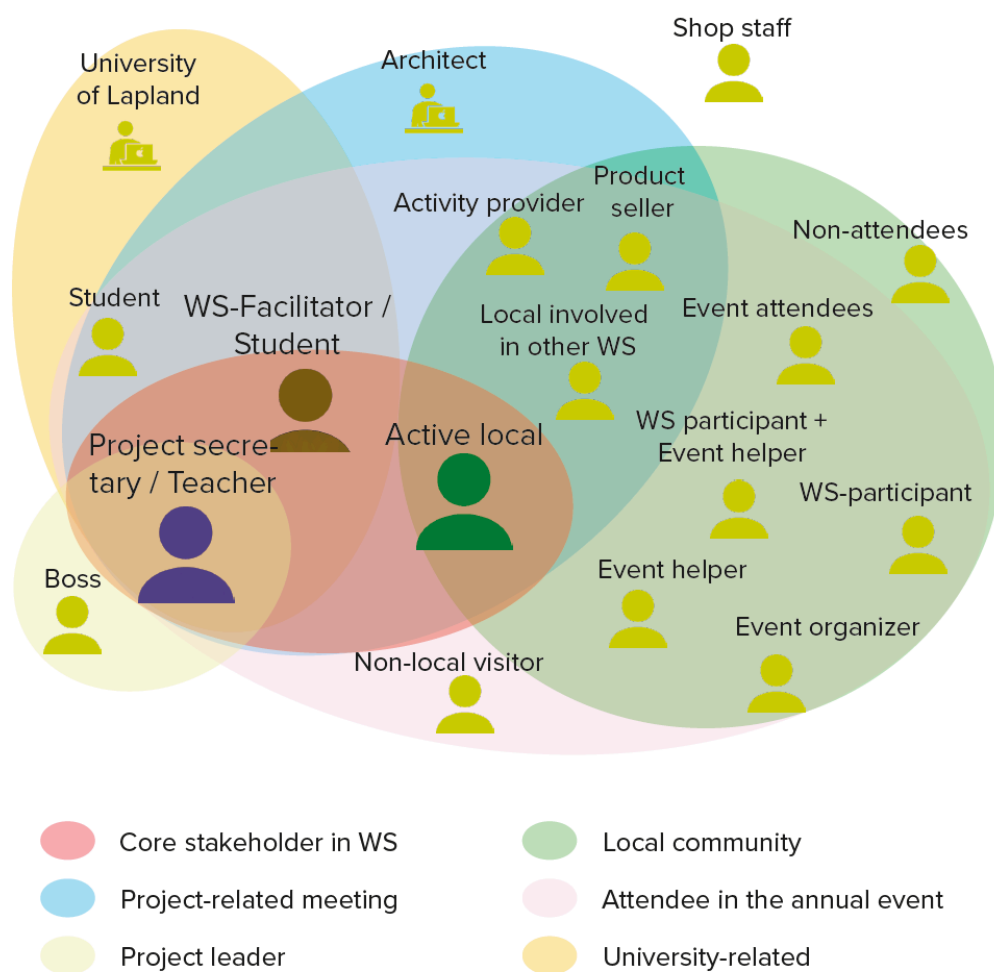 Shop staff
University
of Lapland
Architect
Product
seller
Activity provider
Non-attendees
Student
WS-Facilitator /
Student
Local involved
in other WS
Event attendees
Project secre-
tary / Teacher
Active local
WS participant +
Event helper
WS-participant
Boss
Event helper
Event organizer
Non-local visitor
Core stakeholder in WS
Project-related meeting
Project leader
Local community
Attendee in the annual event
University-related